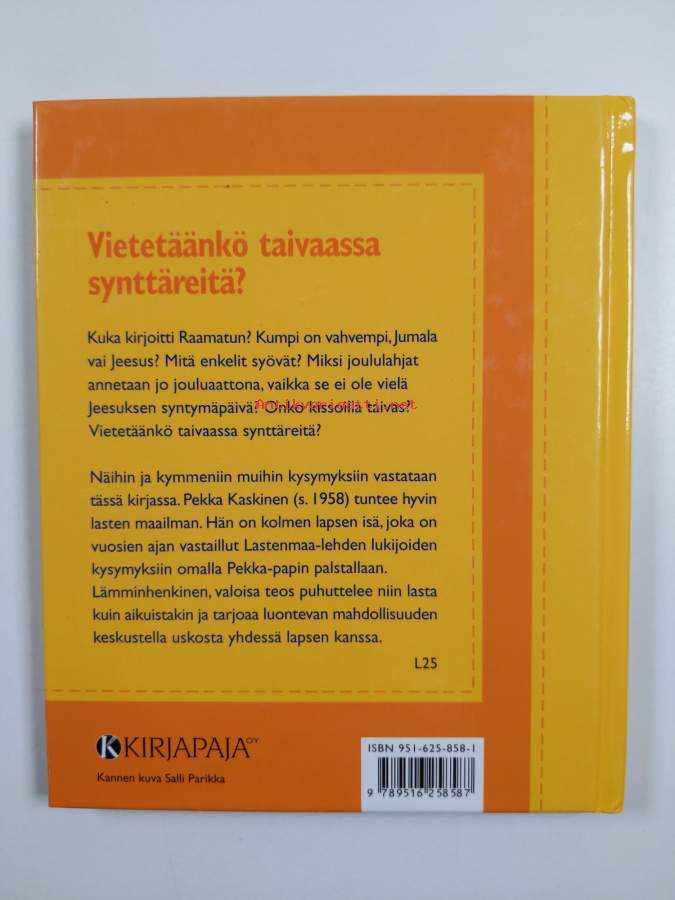 Vietetäänkö taivaassa
synttäreitä?
Kuka kirjoitti Raamatun? Kumpi on vahvempi, Jumala
vai Jeesus? Mitä enkelit syövät? Miksi joululahjat
annetaan jo jouluaattona, vaikka se ei ole vielä
Jeesuksen syntymäpäivä? Onko kissoilla taivas?
Antikvariaatti.net
Vietetäänkö taivaassa synttäreitä?
Näihin ja kymmeniin muihin kysymyksiin vastataan
tässä kirjassa. Pekka Kaskinen (s. 1958) tuntee hyvin
lasten maailman. Hän on kolmen lapsen isä, joka on
vuosien ajan vastaillut Lastenmaa-lehden lukijoiden
kysymyksiin omalla Pekka-papin palstallaan.
Lämminhenkinen, valoisa teos puhuttelee niin lasta
kuin aikuistakin ja tarjoaa luontevan mahdollisuuden
keskustella uskosta yhdessä lapsen kanssa.
L25
KIRJAPAJA OY
Kannen kuva Salli Parikka
ISBN 951-625-858-1
9 789516 258587